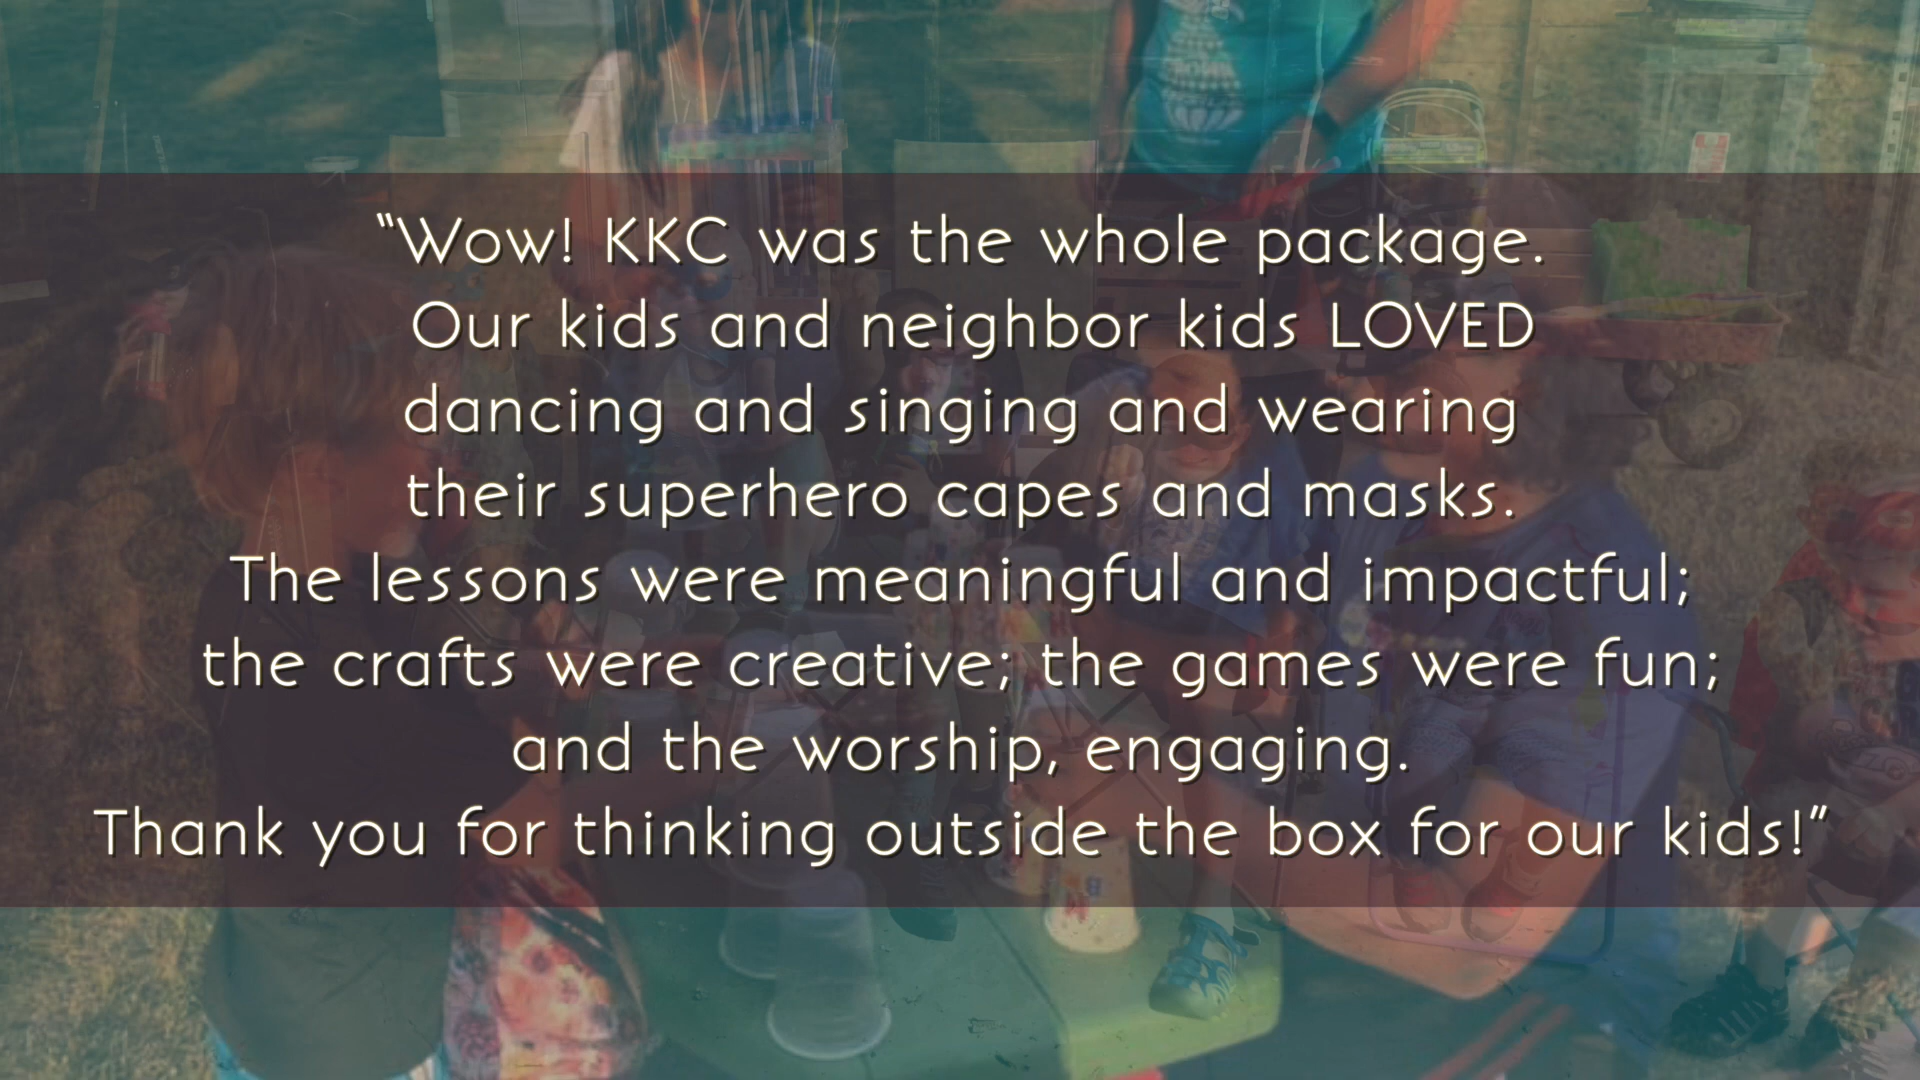 “Wow! KKC was the whole package.
Our kids and neighbor kids LOVED
dancing and singing and wearing
their superhero capes and masks.
The lessons were meaningful and impactful;
the crafts were creative; the games were fun;
and the worship, engaging.
Thank you for thinking outside the box for our kids!”